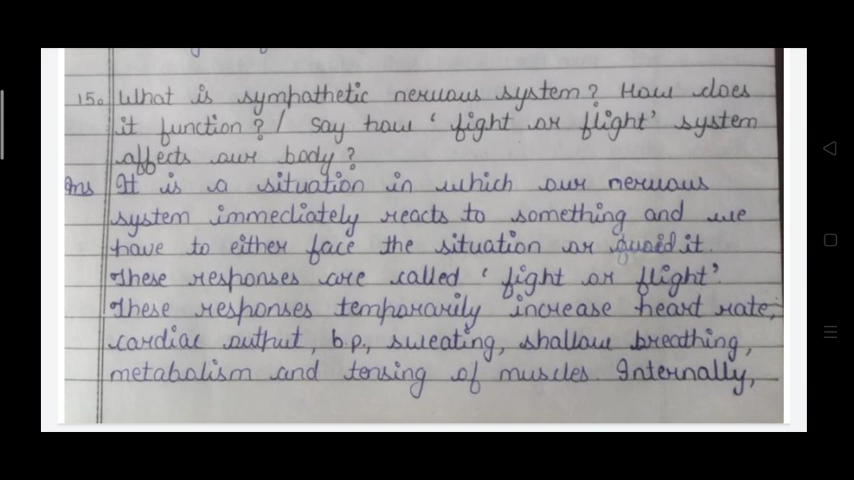 15. What is sympathetic nervous system? How does
it function? / Say how 'fight or flight' system
affects our body?
Ans It is a situation in which our nervous
system immediately reacts to something and we
have to either face the situation or avoid it.
These responses are called 'fight or flight'.
These responses temporarily increase heart rate,
cardiac output, b.p., sweating, shallow breathing,
metabolism and tensing of muscles. Internally,